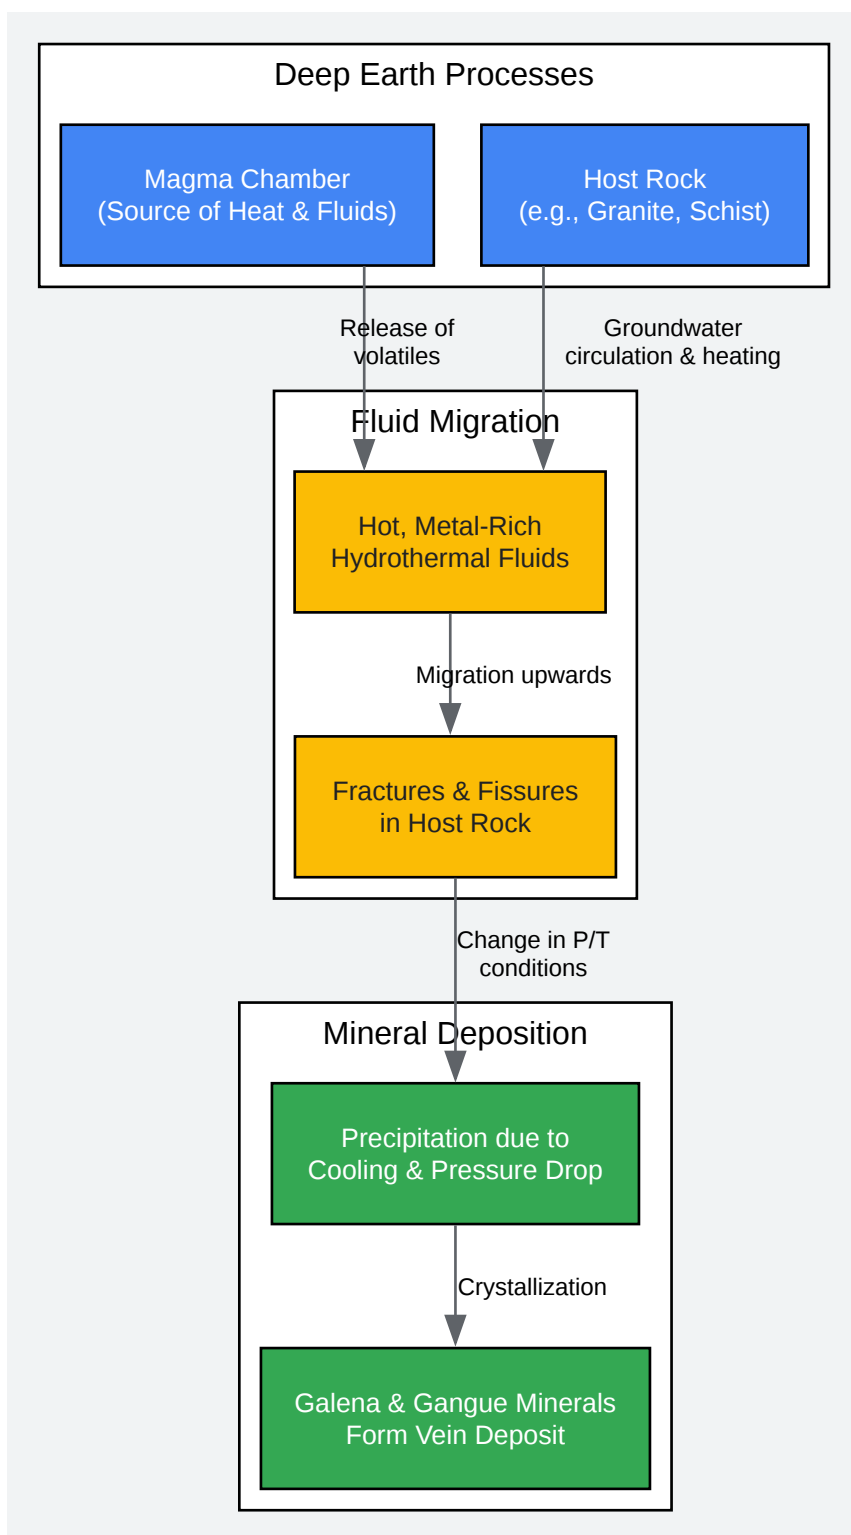 Deep Earth Processes
Magma Chamber
(Source of Heat & Fluids)
Host Rock
(e.g., Granite, Schist)
Release of
volatiles
Groundwater
circulation & heating
Fluid Migration
Hot, Metal-Rich
Hydrothermal Fluids
Migration upwards
Fractures & Fissures
in Host Rock
Change in P/T
conditions
Mineral Deposition
Precipitation due to
Cooling & Pressure Drop
Crystallization
Galena & Gangue Minerals
Form Vein Deposit